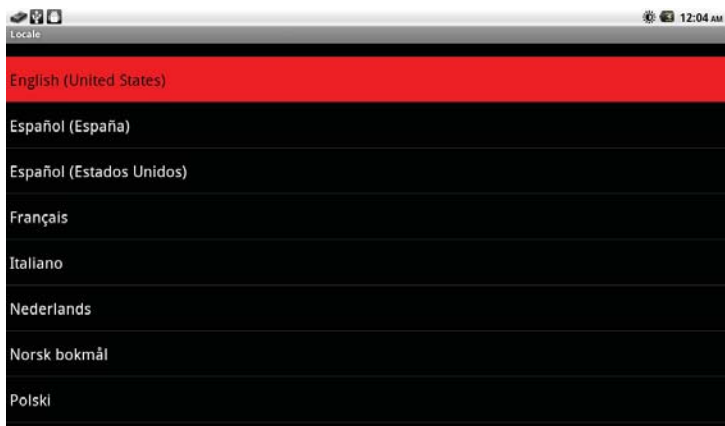 12:04 AM
Locale
English (United States)
Español (España)
Español (Estados Unidos)
Français
Italiano
Nederlands
Norsk bokmål
Polski